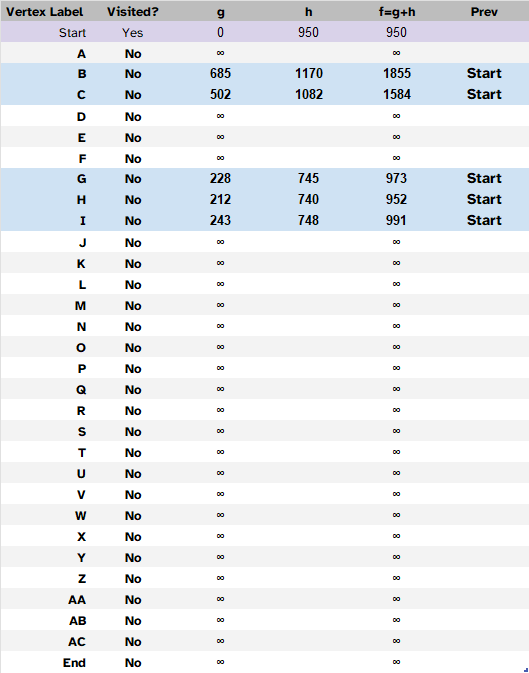 Vertex Label Visited? g h f=g+h Prev
Start Yes 0 950 950
A No ∞ ∞
B No 685 1170 1855 Start
C No 502 1082 1584 Start
D No ∞ ∞
E No ∞ ∞
F No ∞ ∞
G No 228 745 973 Start
H No 212 740 952 Start
I No 243 748 991 Start
J No ∞ ∞
K No ∞ ∞
L No ∞ ∞
M No ∞ ∞
N No ∞ ∞
O No ∞ ∞
P No ∞ ∞
Q No ∞ ∞
R No ∞ ∞
S No ∞ ∞
T No ∞ ∞
U No ∞ ∞
V No ∞ ∞
W No ∞ ∞
X No ∞ ∞
Y No ∞ ∞
Z No ∞ ∞
AA No ∞ ∞
AB No ∞ ∞
AC No ∞ ∞
End No ∞ ∞